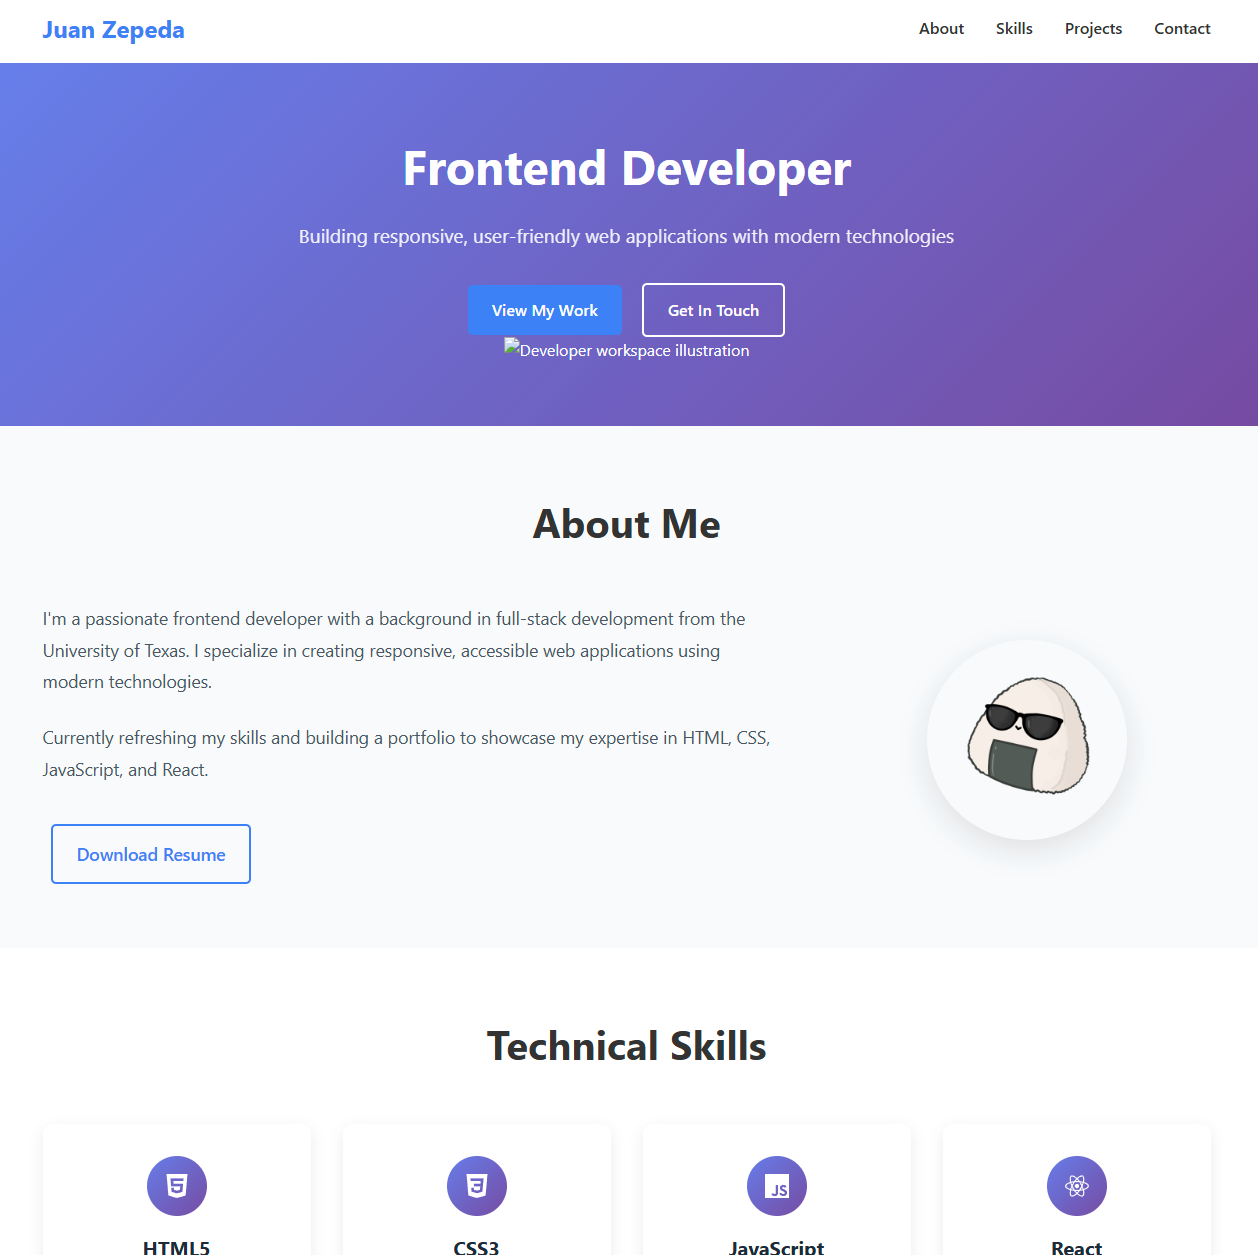 Juan Zepeda
About Skills Projects Contact
Frontend Developer
Building responsive, user-friendly web applications with modern technologies
View My Work
Get In Touch
Developer workspace illustration
About Me
I'm a passionate frontend developer with a background in full-stack development from the
University of Texas. I specialize in creating responsive, accessible web applications using
modern technologies.
Currently refreshing my skills and building a portfolio to showcase my expertise in HTML, CSS,
JavaScript, and React.
Download Resume
Technical Skills
5
3
JS
HTML5
CSS3
JavaScript
React